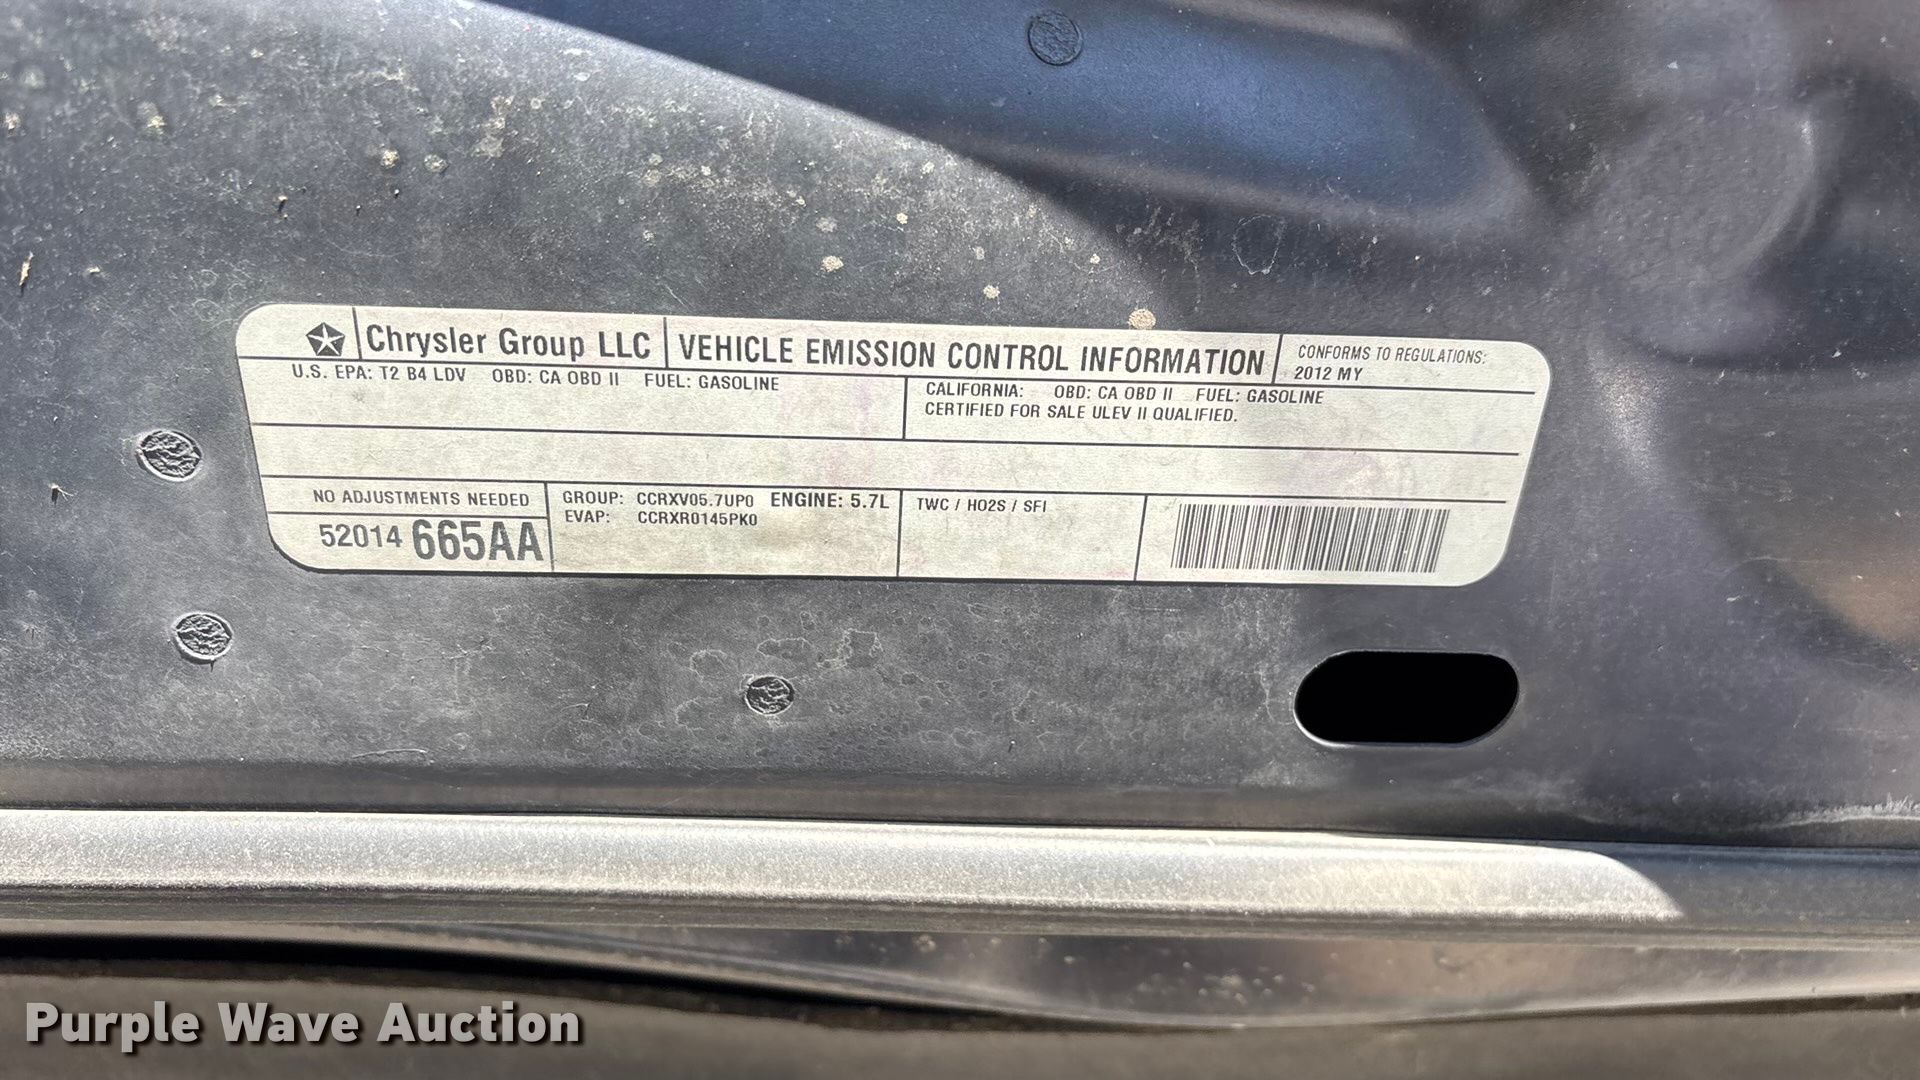 Chrysler Group LLC VEHICLE EMISSION CONTROL INFORMATION CONFORMS TO REGULATIONS:
2012 MY
U.S. EPA: T2 B4 LDV OBD: CA OBD II FUEL: GASOLINE
CALIFORNIA: OBD: CA OBD II FUEL: GASOLINE
CERTIFIED FOR SALE ULEV II QUALIFIED.
NO ADJUSTMENTS NEEDED
52014 665AA
GROUP: CCRXV05.7UP0 ENGINE: 5.7L
EVAP: CCRXR0145PK0
TWC / HO2S / SFI
Purple Wave Auction